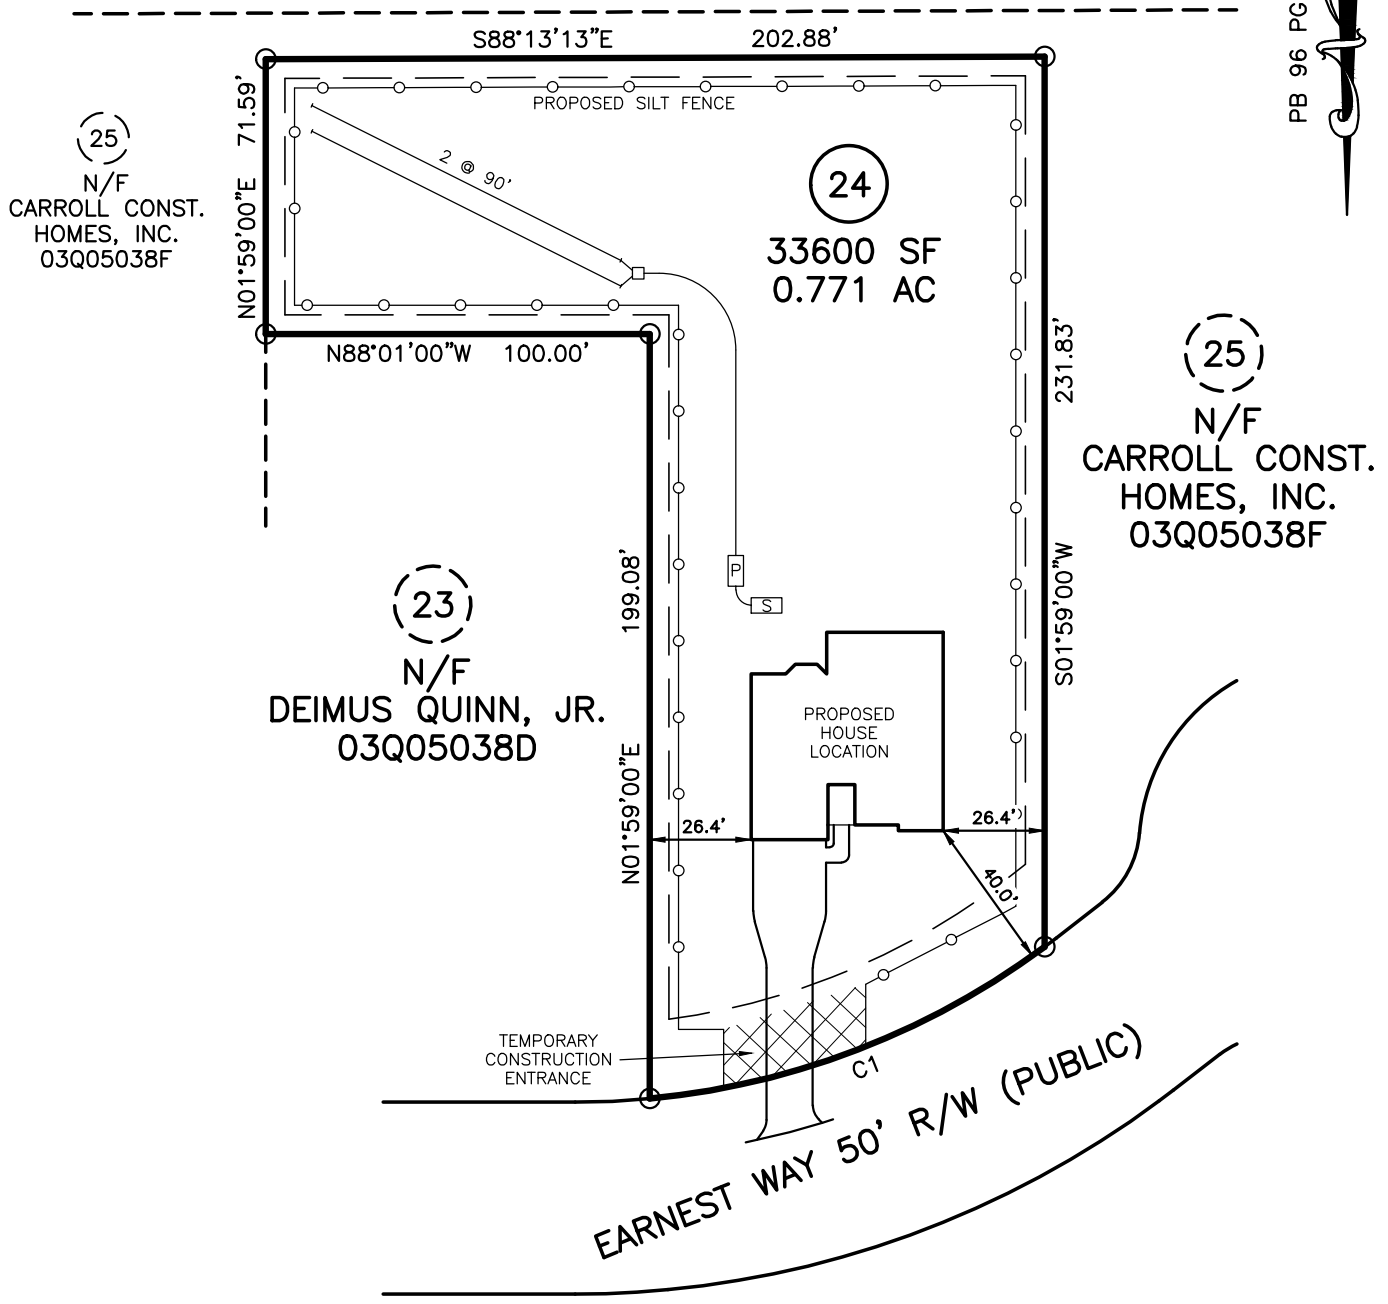 S88°13'13"E 202.88'
PB 96 PG
71.59'
N01°59'00"E
PROPOSED SILT FENCE
25
N/F
CARROLL CONST.
HOMES, INC.
03Q05038F
2 @ 90'
24
33600 SF
0.771 AC
N88°01'00"W 100.00'
231.83'
S01°59'00"W
25
N/F
CARROLL CONST.
HOMES, INC.
03Q05038F
199.08'
N01°59'00"E
P
S
23
N/F
DEIMUS QUINN, JR.
03Q05038D
PROPOSED
HOUSE
LOCATION
26.4'
26.4'
40.0'
TEMPORARY
CONSTRUCTION
ENTRANCE
C1
EARNEST WAY 50' R/W (PUBLIC)